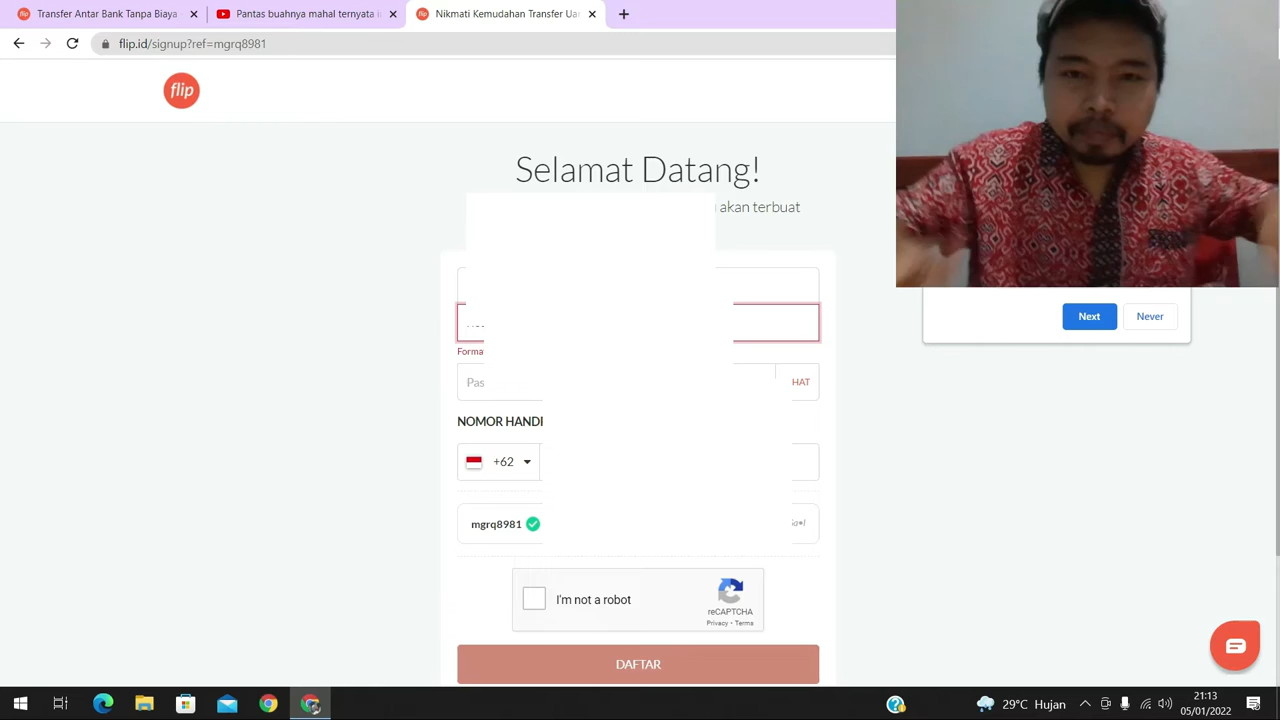 Transfer Antar Bank Tanpa Biaya
Pantas buahnya mahal ternyata
Nikmati Kemudahan Transfer
flip.id/signup?ref=mgrq8981
flip
Selamat Datang!
akan terbuat
Next
Never
Forma
Pas
HAT
NOMOR HANDI
+62
mgrq8981
I'm not a robot
reCAPTCHA
Privacy • Terms
DAFTAR
29°C Hujan
21:13
05/01/2022